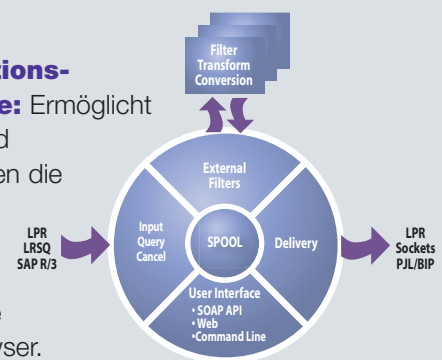 tions-
e: Ermöglicht
d
en die
e
ser.
Filter
Transform
Conversion
External
Filters
Input
Query
Cancel
SPOOL
Delivery
User Interface
• SOAP API
• Web
•Command Line
LPR
LRSQ
SAP R/3
LPR
Sockets
PJL/BIP